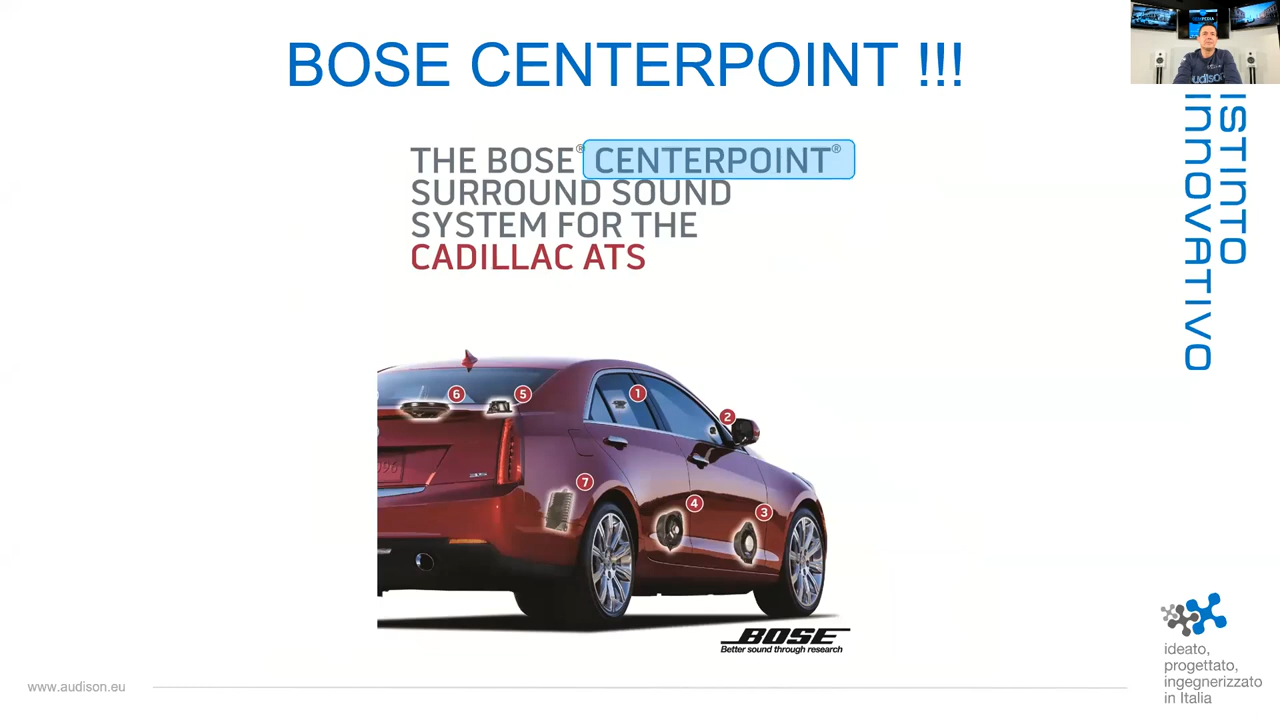 BOSE CENTERPOINT !!!
THE BOSE® CENTERPOINT®
SURROUND SOUND
SYSTEM FOR THE
CADILLAC ATS
ISTINTO
INNOVATIVO
audison
6
5
1
2
7
4
3
BOSE
Better sound through research
www.audison.eu
ideato,
progettato,
ingegnerizzato
in Italia